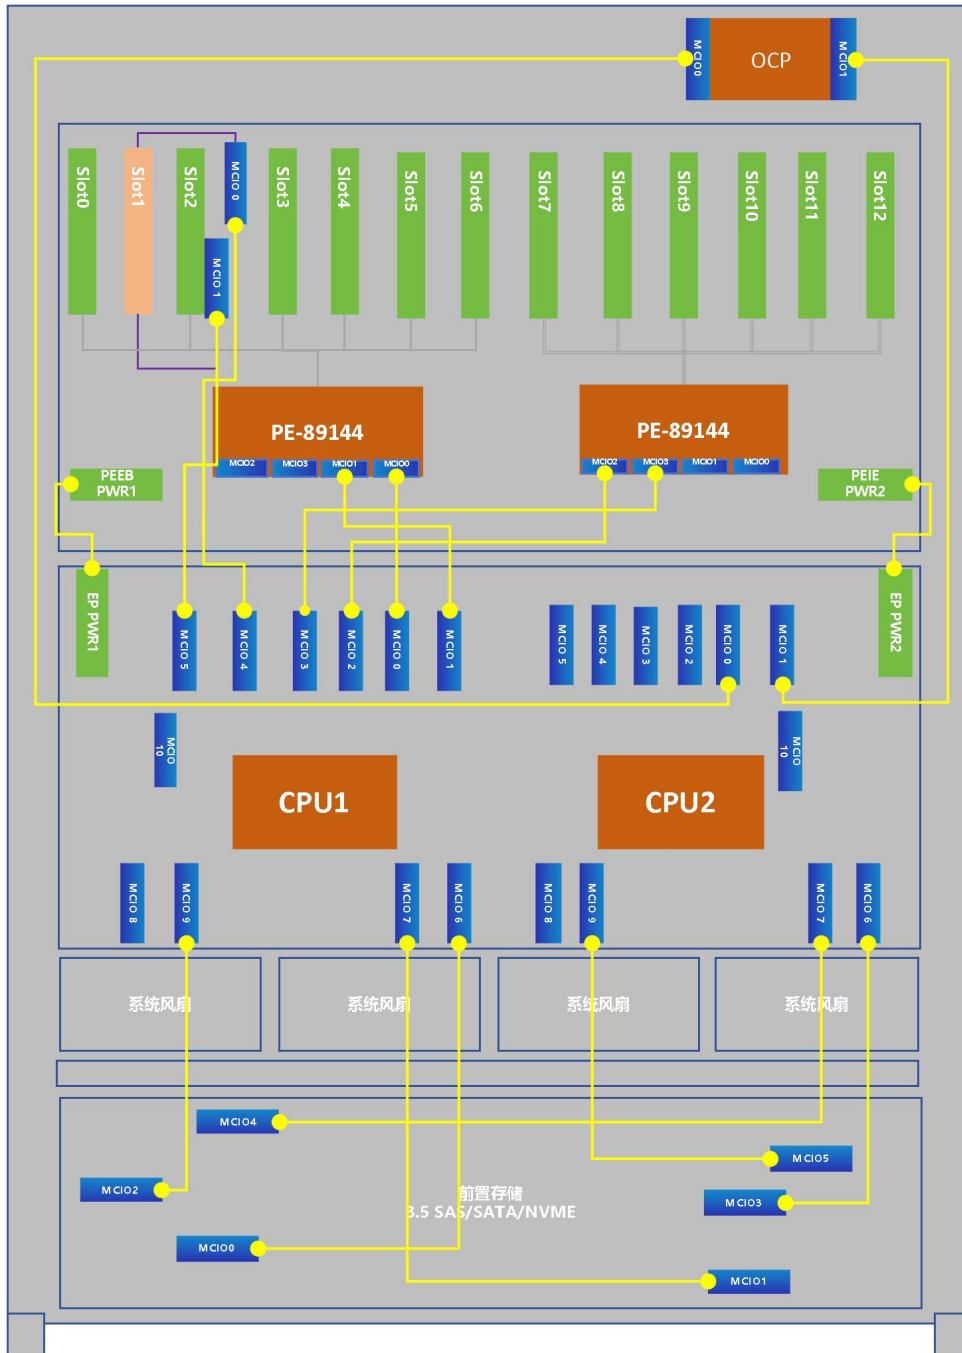 MCIO0
OCP
MCIO1
Slot0
Slot1
Slot2
MCIO 0
MCIO 1
Slot3
Slot4
Slot5
Slot6
Slot7
Slot8
Slot9
Slot10
Slot11
Slot12
PE-89144
MCIO2
MCIO3
MCIO1
MCIO0
PE-89144
MCIO2
MCIO3
MCIO1
MCIO0
PEEB
PWR1
PEIE
PWR2
EP PWR1
MCIO 5
MCIO 4
MCIO 3
MCIO 2
MCIO 0
MCIO 1
MCIO 5
MCIO 4
MCIO 3
MCIO 2
MCIO 0
MCIO 1
EP PWR2
MCIO
10
MCIO
10
CPU1
CPU2
MCIO 8
MCIO 9
MCIO 7
MCIO 6
MCIO 8
MCIO 9
MCIO 7
MCIO 6
系统风扇
系统风扇
系统风扇
系统风扇
MCIO4
MCIO5
MCIO2
MCIO3
前置存储
3.5 SAS/SATA/NVME
MCIO0
MCIO1